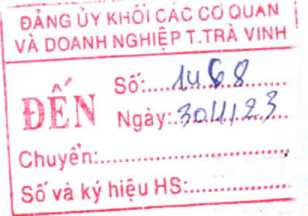 ĐẢNG ỦY KHỐI CÁC CƠ QUAN
VÀ DOANH NGHIỆP T.TRÀ VINH
ĐẾN
Số:....1468.........
Ngày:.30/11/23...
Chuyển:.........................
Số và ký hiệu HS:.............